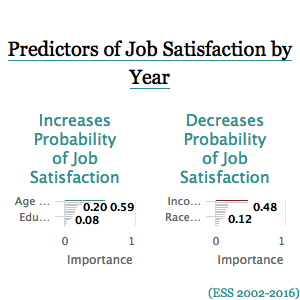 Predictors of Job Satisfaction by
Year
Increases
Probability
of Job
Satisfaction
Age ...
0.20 0.59
Edu...
0.08
0 1
Importance
Decreases
Probability
of Job
Satisfaction
Inco...
0.48
Race...
0.12
0 1
Importance
(ESS 2002-2016)